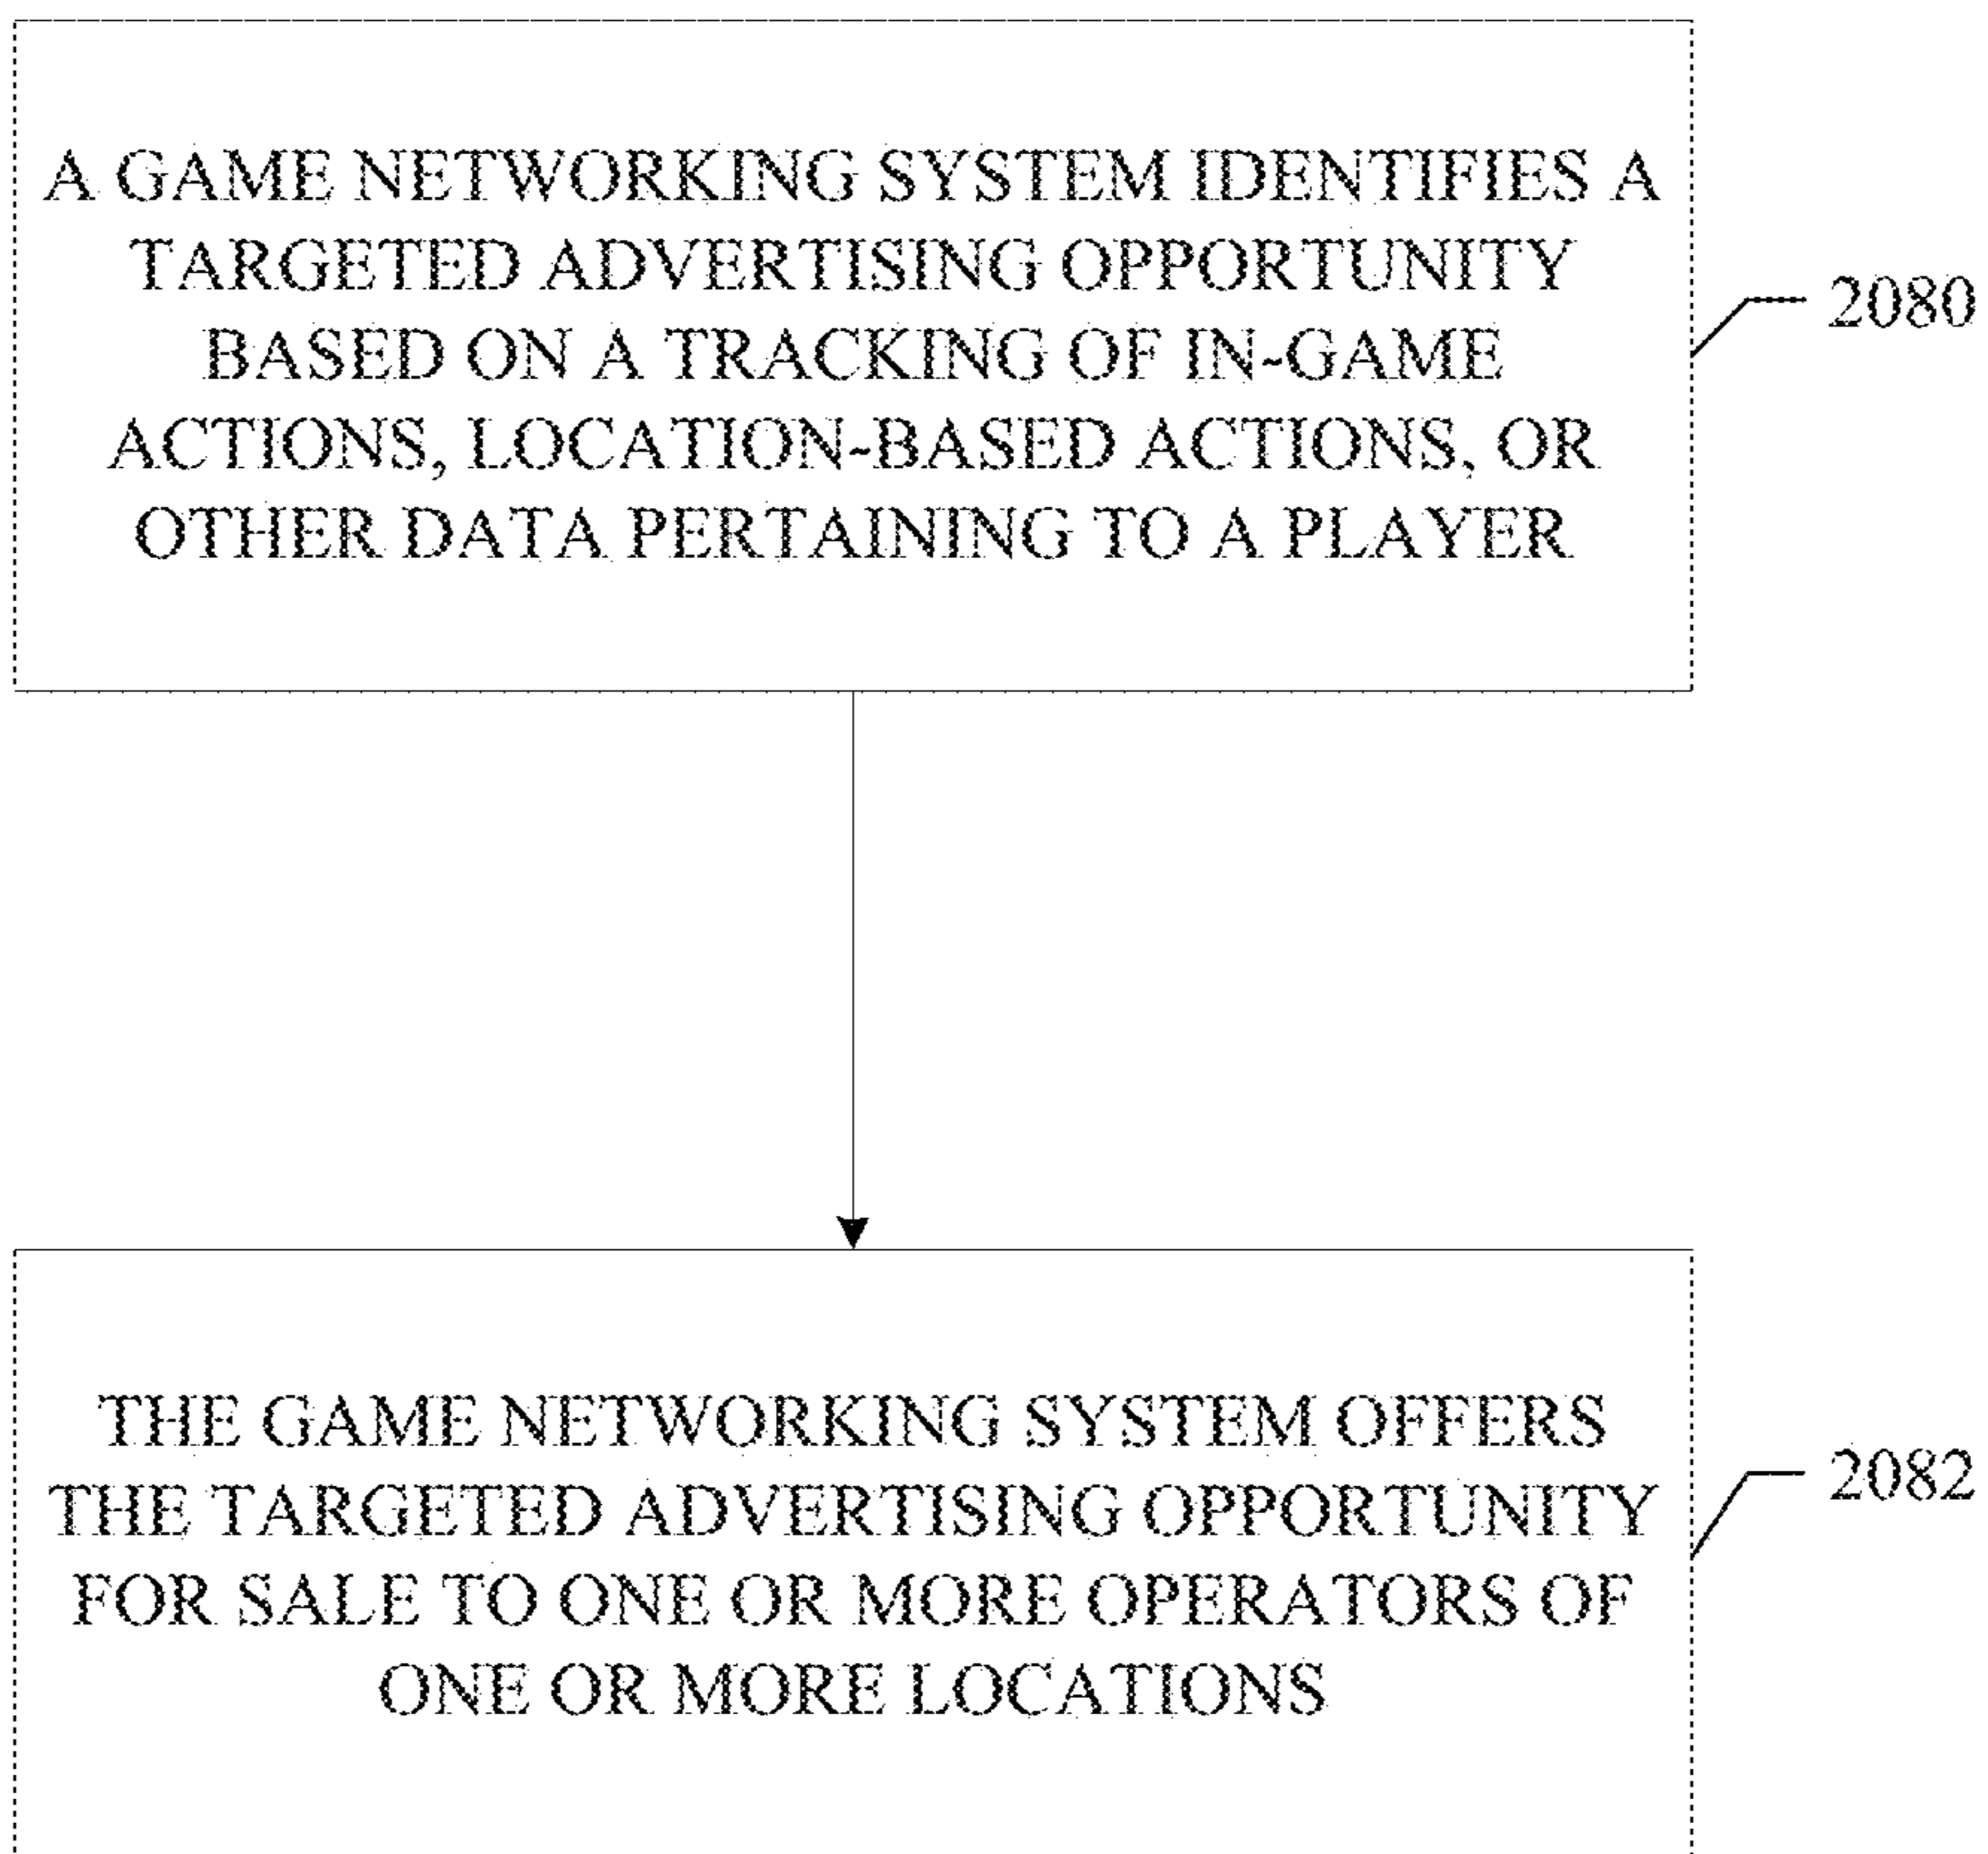 A GAME NETWORKING SYSTEM IDENTIFIES A
TARGETED ADVERTISING OPPORTUNITY
BASED ON A TRACKING OF IN-GAME
ACTIONS, LOCATION-BASED ACTIONS, OR
OTHER DATA PERTAINING TO A PLAYER
2080
THE GAME NETWORKING SYSTEM OFFERS
THE TARGETED ADVERTISING OPPORTUNITY
FOR SALE TO ONE OR MORE OPERATORS OF
ONE OR MORE LOCATIONS
2082